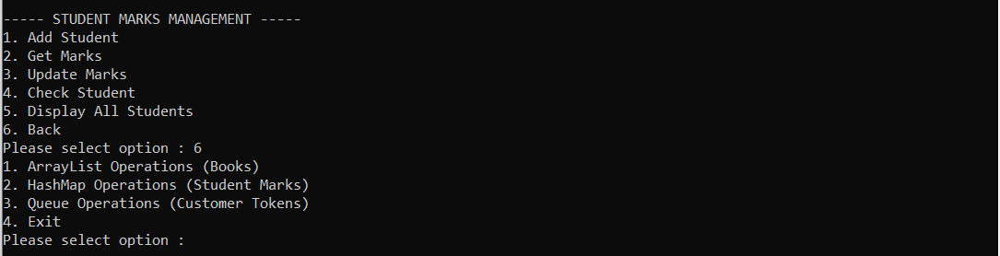 ----- STUDENT MARKS MANAGEMENT -----
1. Add Student
2. Get Marks
3. Update Marks
4. Check Student
5. Display All Students
6. Back
Please select option : 6
1. ArrayList Operations (Books)
2. HashMap Operations (Student Marks)
3. Queue Operations (Customer Tokens)
4. Exit
Please select option :